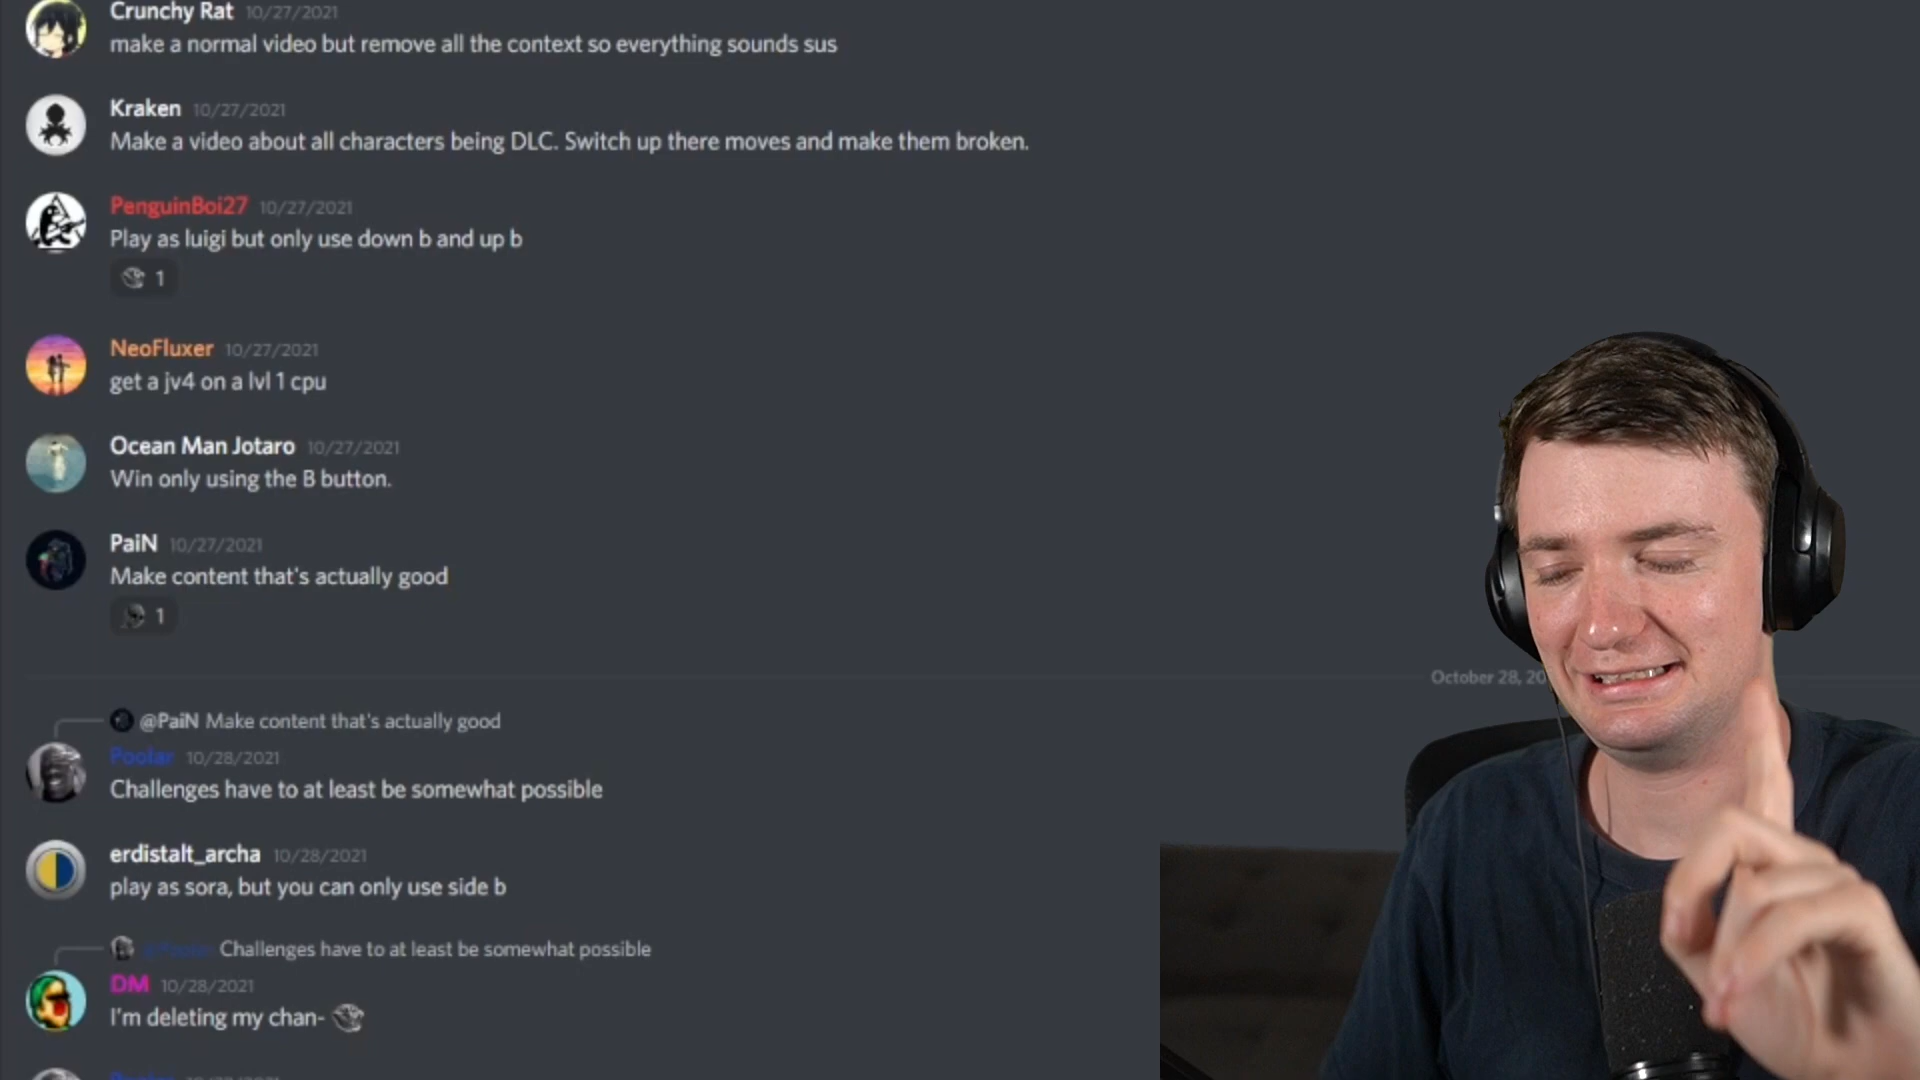 Crunchy Rat 10/27/2021
make a normal video but remove all the context so everything sounds sus
Kraken 10/27/2021
Make a video about all characters being DLC. Switch up there moves and make them broken.
PenguinBoi27 10/27/2021
Play as luigi but only use down b and up b
1
NeoFluxer 10/27/2021
get a jv4 on a lvl 1 cpu
Ocean Man Jotaro 10/27/2021
Win only using the B button.
PaiN 10/27/2021
Make content that's actually good
1
October 28, 20
@PaiN Make content that's actually good
10/28/2021
Challenges have to at least be somewhat possible
erdistalt_archa 10/28/2021
play as sora, but you can only use side b
Challenges have to at least be somewhat possible
DM 10/28/2021
I'm deleting my chan-